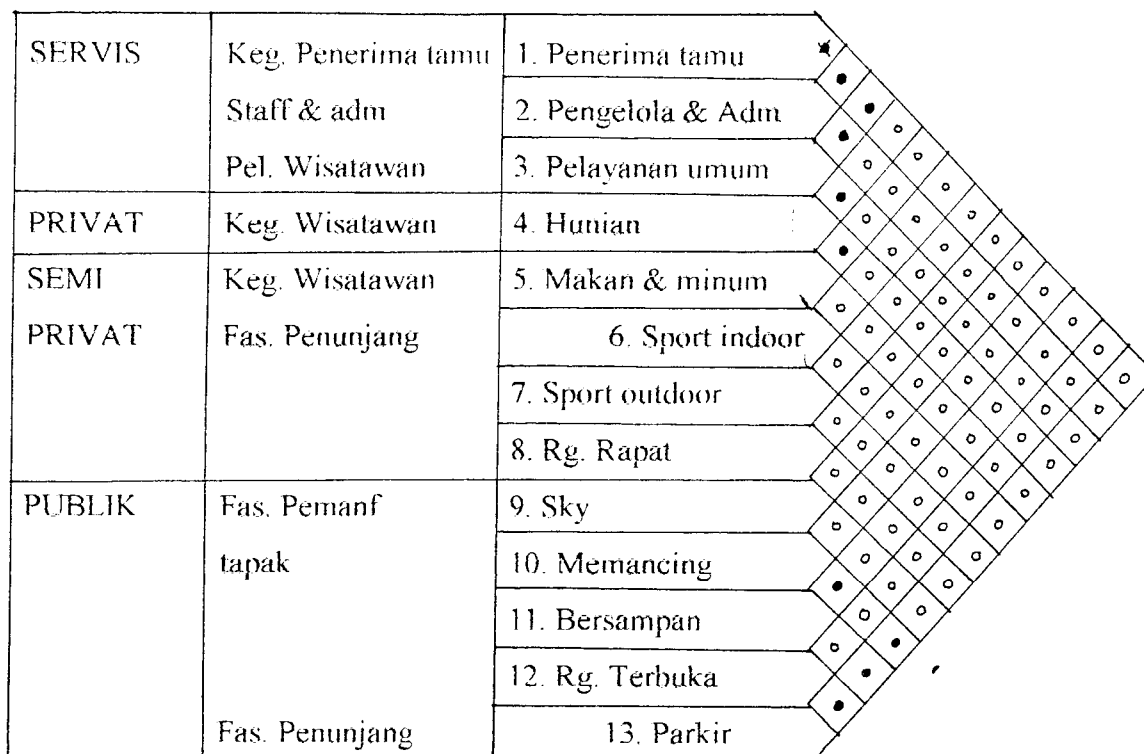 SERVIS Keg. Penerima tamu 1. Penerima tamu
Staff & adm 2. Pengelola & Adm
Pel. Wisatawan 3. Pelayanan umum
PRIVAT Keg. Wisatawan 4. Hunian
SEMI Keg. Wisatawan 5. Makan & minum
PRIVAT Fas. Penunjang 6. Sport indoor
7. Sport outdoor
8. Rg. Rapat
PUBLIK Fas. Pemanf 9. Sky
tapak 10. Memancing
11. Bersampan
12. Rg. Terbuka
Fas. Penunjang 13. Parkir